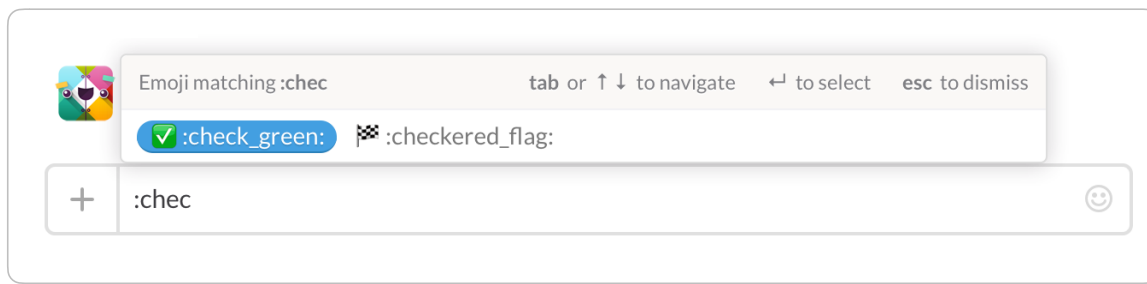 Emoji matching :chec tab or ↑ ↓ to navigate ↵ to select esc to dismiss
✅ :check_green: 🏁 :checkered_flag:
+ :chec